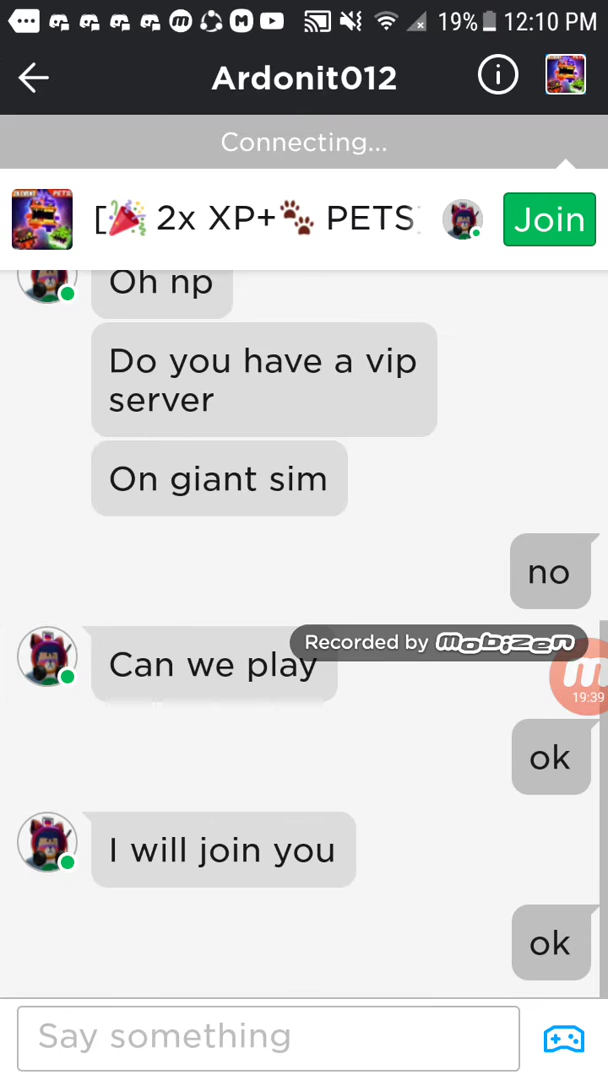 19% 12:10 PM
Ardonit012
Connecting...
[🎉 2x XP+🐾 PETS
Join
Oh np
Do you have a vip
server
On giant sim
no
Recorded by mobizen
Can we play
19:39
ok
I will join you
ok
Say something